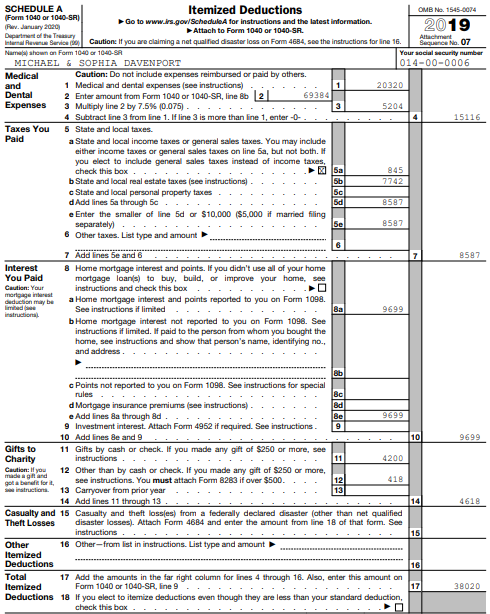 SCHEDULE A
(Form 1040 or 1040-SR)
(Rev. January 2020)
Department of the Treasury
Internal Revenue Service (99)
Itemized Deductions
▶ Go to www.irs.gov/ScheduleA for instructions and the latest information.
▶ Attach to Form 1040 or 1040-SR.
Caution: If you are claiming a net qualified disaster loss on Form 4684, see the instructions for line 16.
OMB No. 1545-0074
2019
Attachment
Sequence No. 07
Name(s) shown on Form 1040 or 1040-SR
Your social security number
MICHAEL & SOPHIA DAVENPORT
014-00-0006
Medical
and
Dental
Expenses
Caution: Do not include expenses reimbursed or paid by others.
1 Medical and dental expenses (see instructions) 1 20320
2 Enter amount from Form 1040 or 1040-SR, line 8b 2 69384
3 Multiply line 2 by 7.5% (0.075) 3 5204
4 Subtract line 3 from line 1. If line 3 is more than line 1, enter -0- 4 15116
Taxes You
Paid
5 State and local taxes.
a State and local income taxes or general sales taxes. You may include
either income taxes or general sales taxes on line 5a, but not both. If
you elect to include general sales taxes instead of income taxes,
check this box ▶ ☒ 5a 845
b State and local real estate taxes (see instructions) 5b 7742
c State and local personal property taxes 5c
d Add lines 5a through 5c 5d 8587
e Enter the smaller of line 5d or $10,000 ($5,000 if married filing
separately) 5e 8587
6 Other taxes. List type and amount ▶
6
7 Add lines 5e and 6 7 8587
Interest
You Paid
Caution: Your
mortgage interest
deduction may be
limited (see
instructions).
8 Home mortgage interest and points. If you didn't use all of your home
mortgage loan(s) to buy, build, or improve your home, see
instructions and check this box ▶ ☐
a Home mortgage interest and points reported to you on Form 1098.
See instructions if limited 8a 9699
b Home mortgage interest not reported to you on Form 1098. See
instructions if limited. If paid to the person from whom you bought the
home, see instructions and show that person's name, identifying no.,
and address
▶
8b
c Points not reported to you on Form 1098. See instructions for special
rules 8c
d Mortgage insurance premiums (see instructions) 8d
e Add lines 8a through 8d 8e 9699
9 Investment interest. Attach Form 4952 if required. See instructions 9
10 Add lines 8e and 9 10 9699
Gifts to
Charity
Caution: If you
made a gift and
got a benefit for it,
see instructions.
11 Gifts by cash or check. If you made any gift of $250 or more, see
instructions 11 4200
12 Other than by cash or check. If you made any gift of $250 or more,
see instructions. You must attach Form 8283 if over $500 12 418
13 Carryover from prior year 13
14 Add lines 11 through 13 14 4618
Casualty and
Theft Losses
15 Casualty and theft loss(es) from a federally declared disaster (other than net qualified
disaster losses). Attach Form 4684 and enter the amount from line 18 of that form. See
instructions 15
Other
Itemized
Deductions
16 Other—from list in instructions. List type and amount ▶
16
Total
Itemized
Deductions
17 Add the amounts in the far right column for lines 4 through 16. Also, enter this amount on
Form 1040 or 1040-SR, line 9 17 38020
18 If you elect to itemize deductions even though they are less than your standard deduction,
check this box ▶ ☐